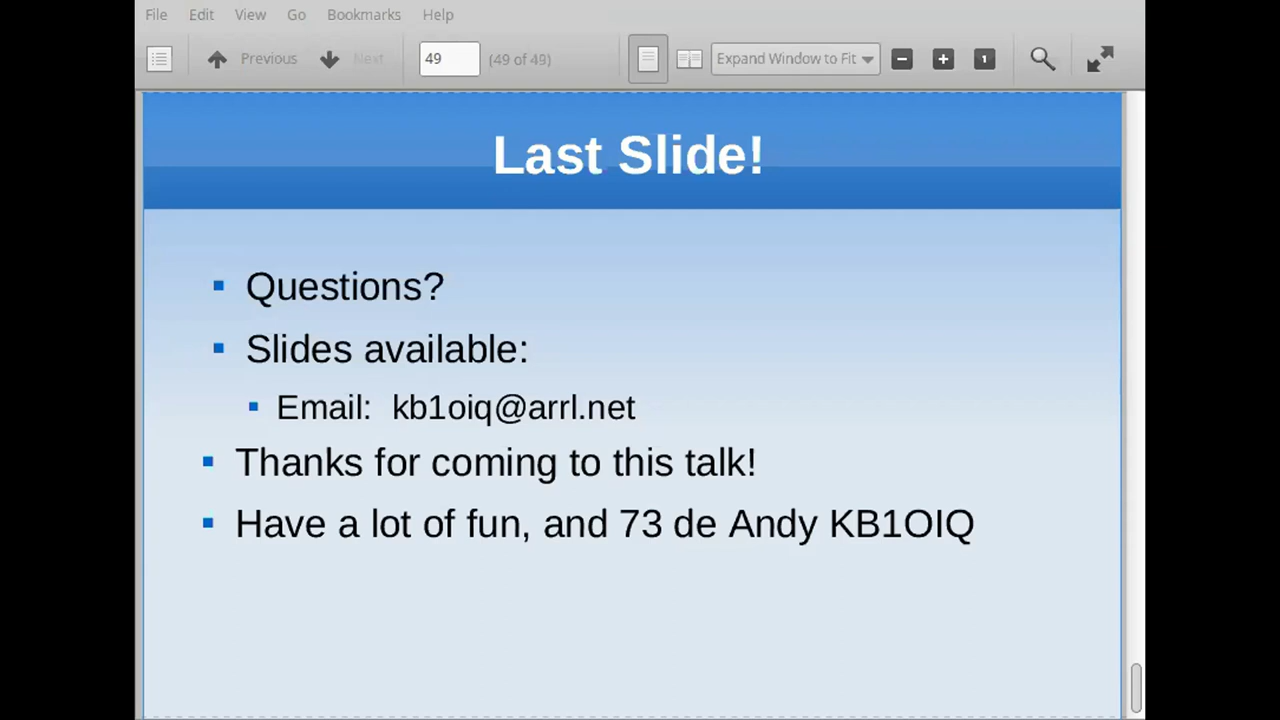 File Edit View Go Bookmarks Help
Previous Next 49 (49 of 49) Expand Window to Fit 1
Last Slide!
Questions?
Slides available:
Email: kb1oiq@arrl.net
Thanks for coming to this talk!
Have a lot of fun, and 73 de Andy KB1OIQ